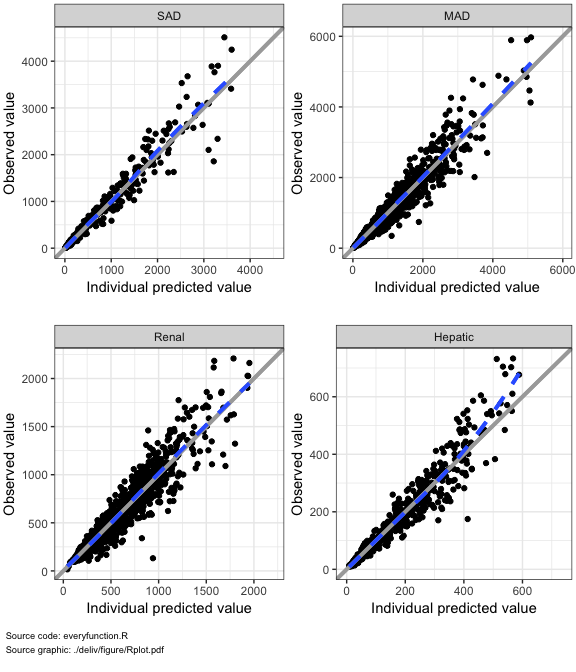 SAD
MAD
4000
3000
2000
1000
0
Observed value
0
1000
2000
3000
4000
Individual predicted value
6000
4000
2000
0
Observed value
0
2000
4000
6000
Individual predicted value
Renal
Hepatic
2000
1500
1000
500
0
Observed value
0
500
1000
1500
2000
Individual predicted value
600
400
200
0
Observed value
0
200
400
600
Individual predicted value
Source code: everyfunction.R
Source graphic: ./deliv/figure/Rplot.pdf